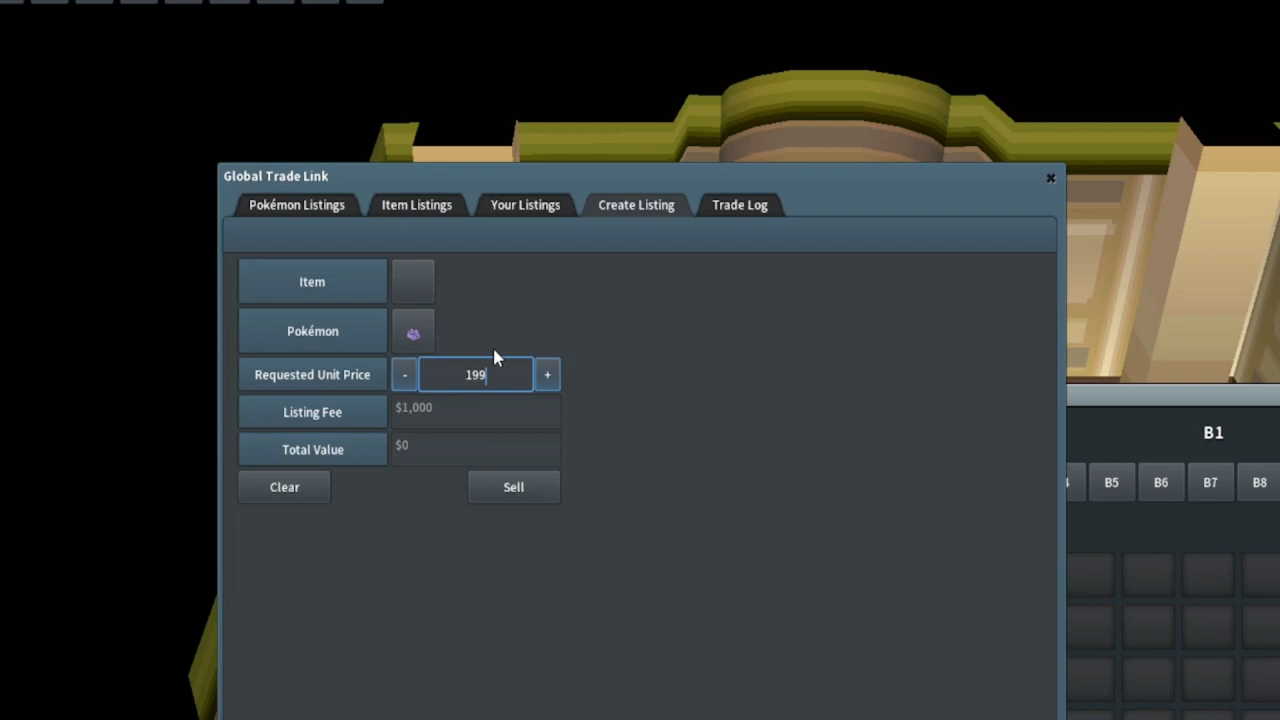 Global Trade Link
Pokémon Listings
Item Listings
Your Listings
Create Listing
Trade Log
Item
Pokémon
Requested Unit Price
-
199
+
Listing Fee
$1,000
Total Value
$0
Clear
Sell
B1
B5
B6
B7
B8